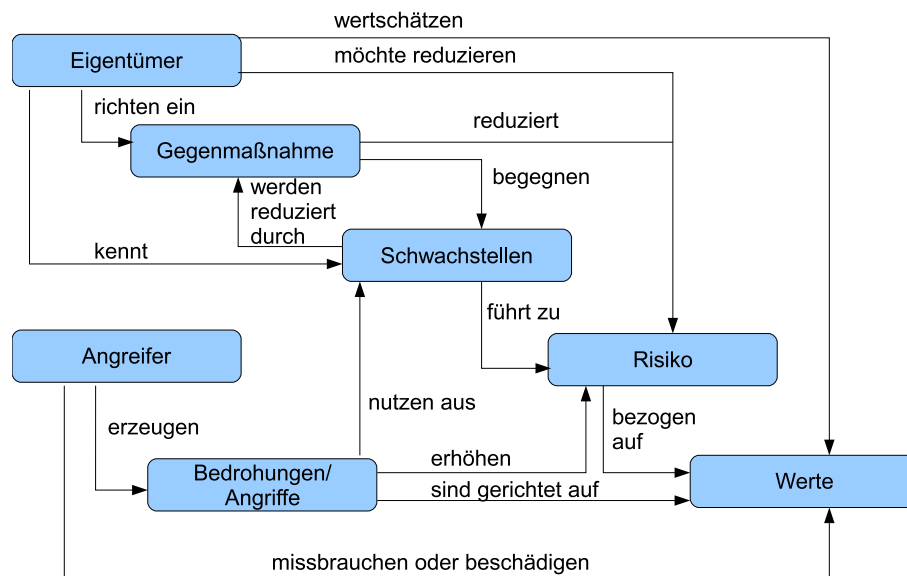 wertschätzen
Eigentümer
möchte reduzieren
richten ein
reduziert
Gegenmaßnahme
begegnen
werden
reduziert
durch
kennt
Schwachstellen
führt zu
Angreifer
Risiko
nutzen aus
bezogen
auf
erzeugen
Bedrohungen/
Angriffe
erhöhen
sind gerichtet auf
Werte
missbrauchen oder beschädigen